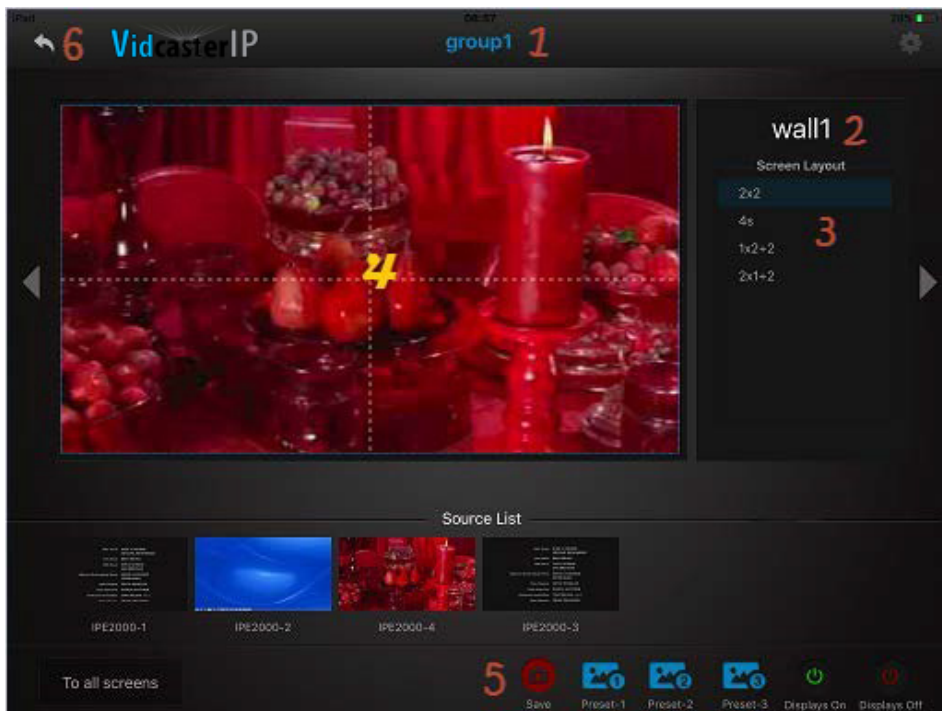 iPad 08:57 28%
6 VidcasterIP group1 1
wall1 2
Screen Layout
2x2
4s
3
1x2+2
2x1+2
4
Source List
IPE2000-1 IPE2000-2 IPE2000-4 IPE2000-3
To all screens 5
Save Preset-1 Preset-2 Preset-3 Displays On Displays Off